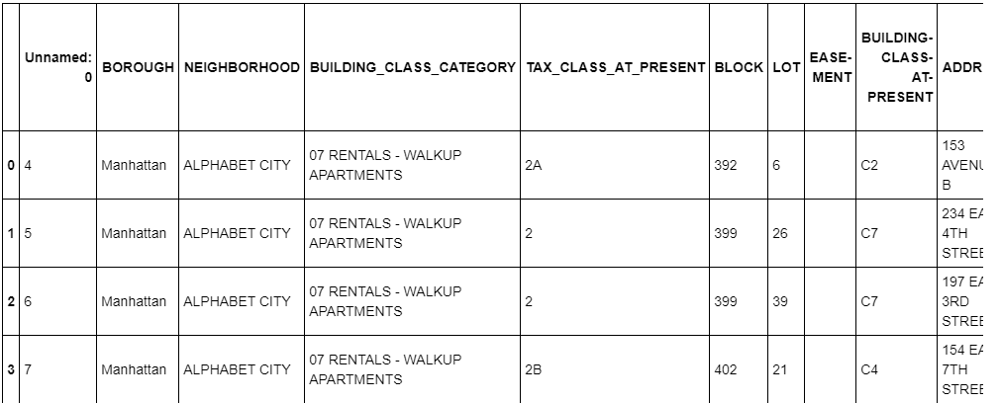 Unnamed: 0 BOROUGH NEIGHBORHOOD BUILDING_CLASS_CATEGORY TAX_CLASS_AT_PRESENT BLOCK LOT EASE-MENT BUILDING-CLASS-AT-PRESENT ADDR
0 4 Manhattan ALPHABET CITY 07 RENTALS - WALKUP APARTMENTS 2A 392 6 C2 153 AVENU B
1 5 Manhattan ALPHABET CITY 07 RENTALS - WALKUP APARTMENTS 2 399 26 C7 234 EA 4TH STREE
2 6 Manhattan ALPHABET CITY 07 RENTALS - WALKUP APARTMENTS 2 399 39 C7 197 EA 3RD STREE
3 7 Manhattan ALPHABET CITY 07 RENTALS - WALKUP APARTMENTS 2B 402 21 C4 154 EA 7TH STREE